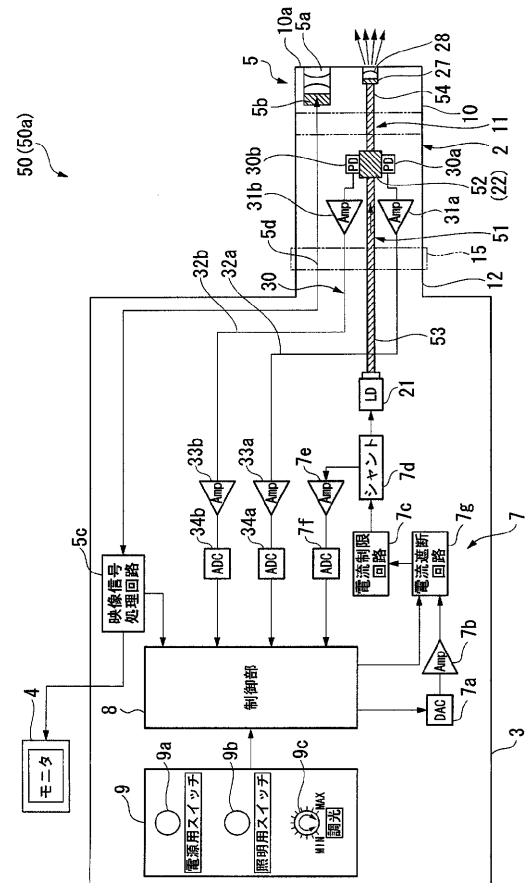 50 (50a)
5
10a
5a
28
27
54
10
11
2
5b
30b
PD
PD
30a
52
(22)
31b
Amp
Amp
31a
51
5d
15
12
32b
32a
30
53
LD
21
33b
Amp
33a
Amp
7e
Amp
シャント
7d
34b
ADC
34a
ADC
7f
ADC
電流制限
回路
7c
電流遮断
回路
7g
7
5c
映像信号
処理回路
Amp
7b
DAC
7a
4
モニタ
8
制御部
3
9
9a
電源用スイッチ
9b
照明用スイッチ
9c
MIN
MAX
調光